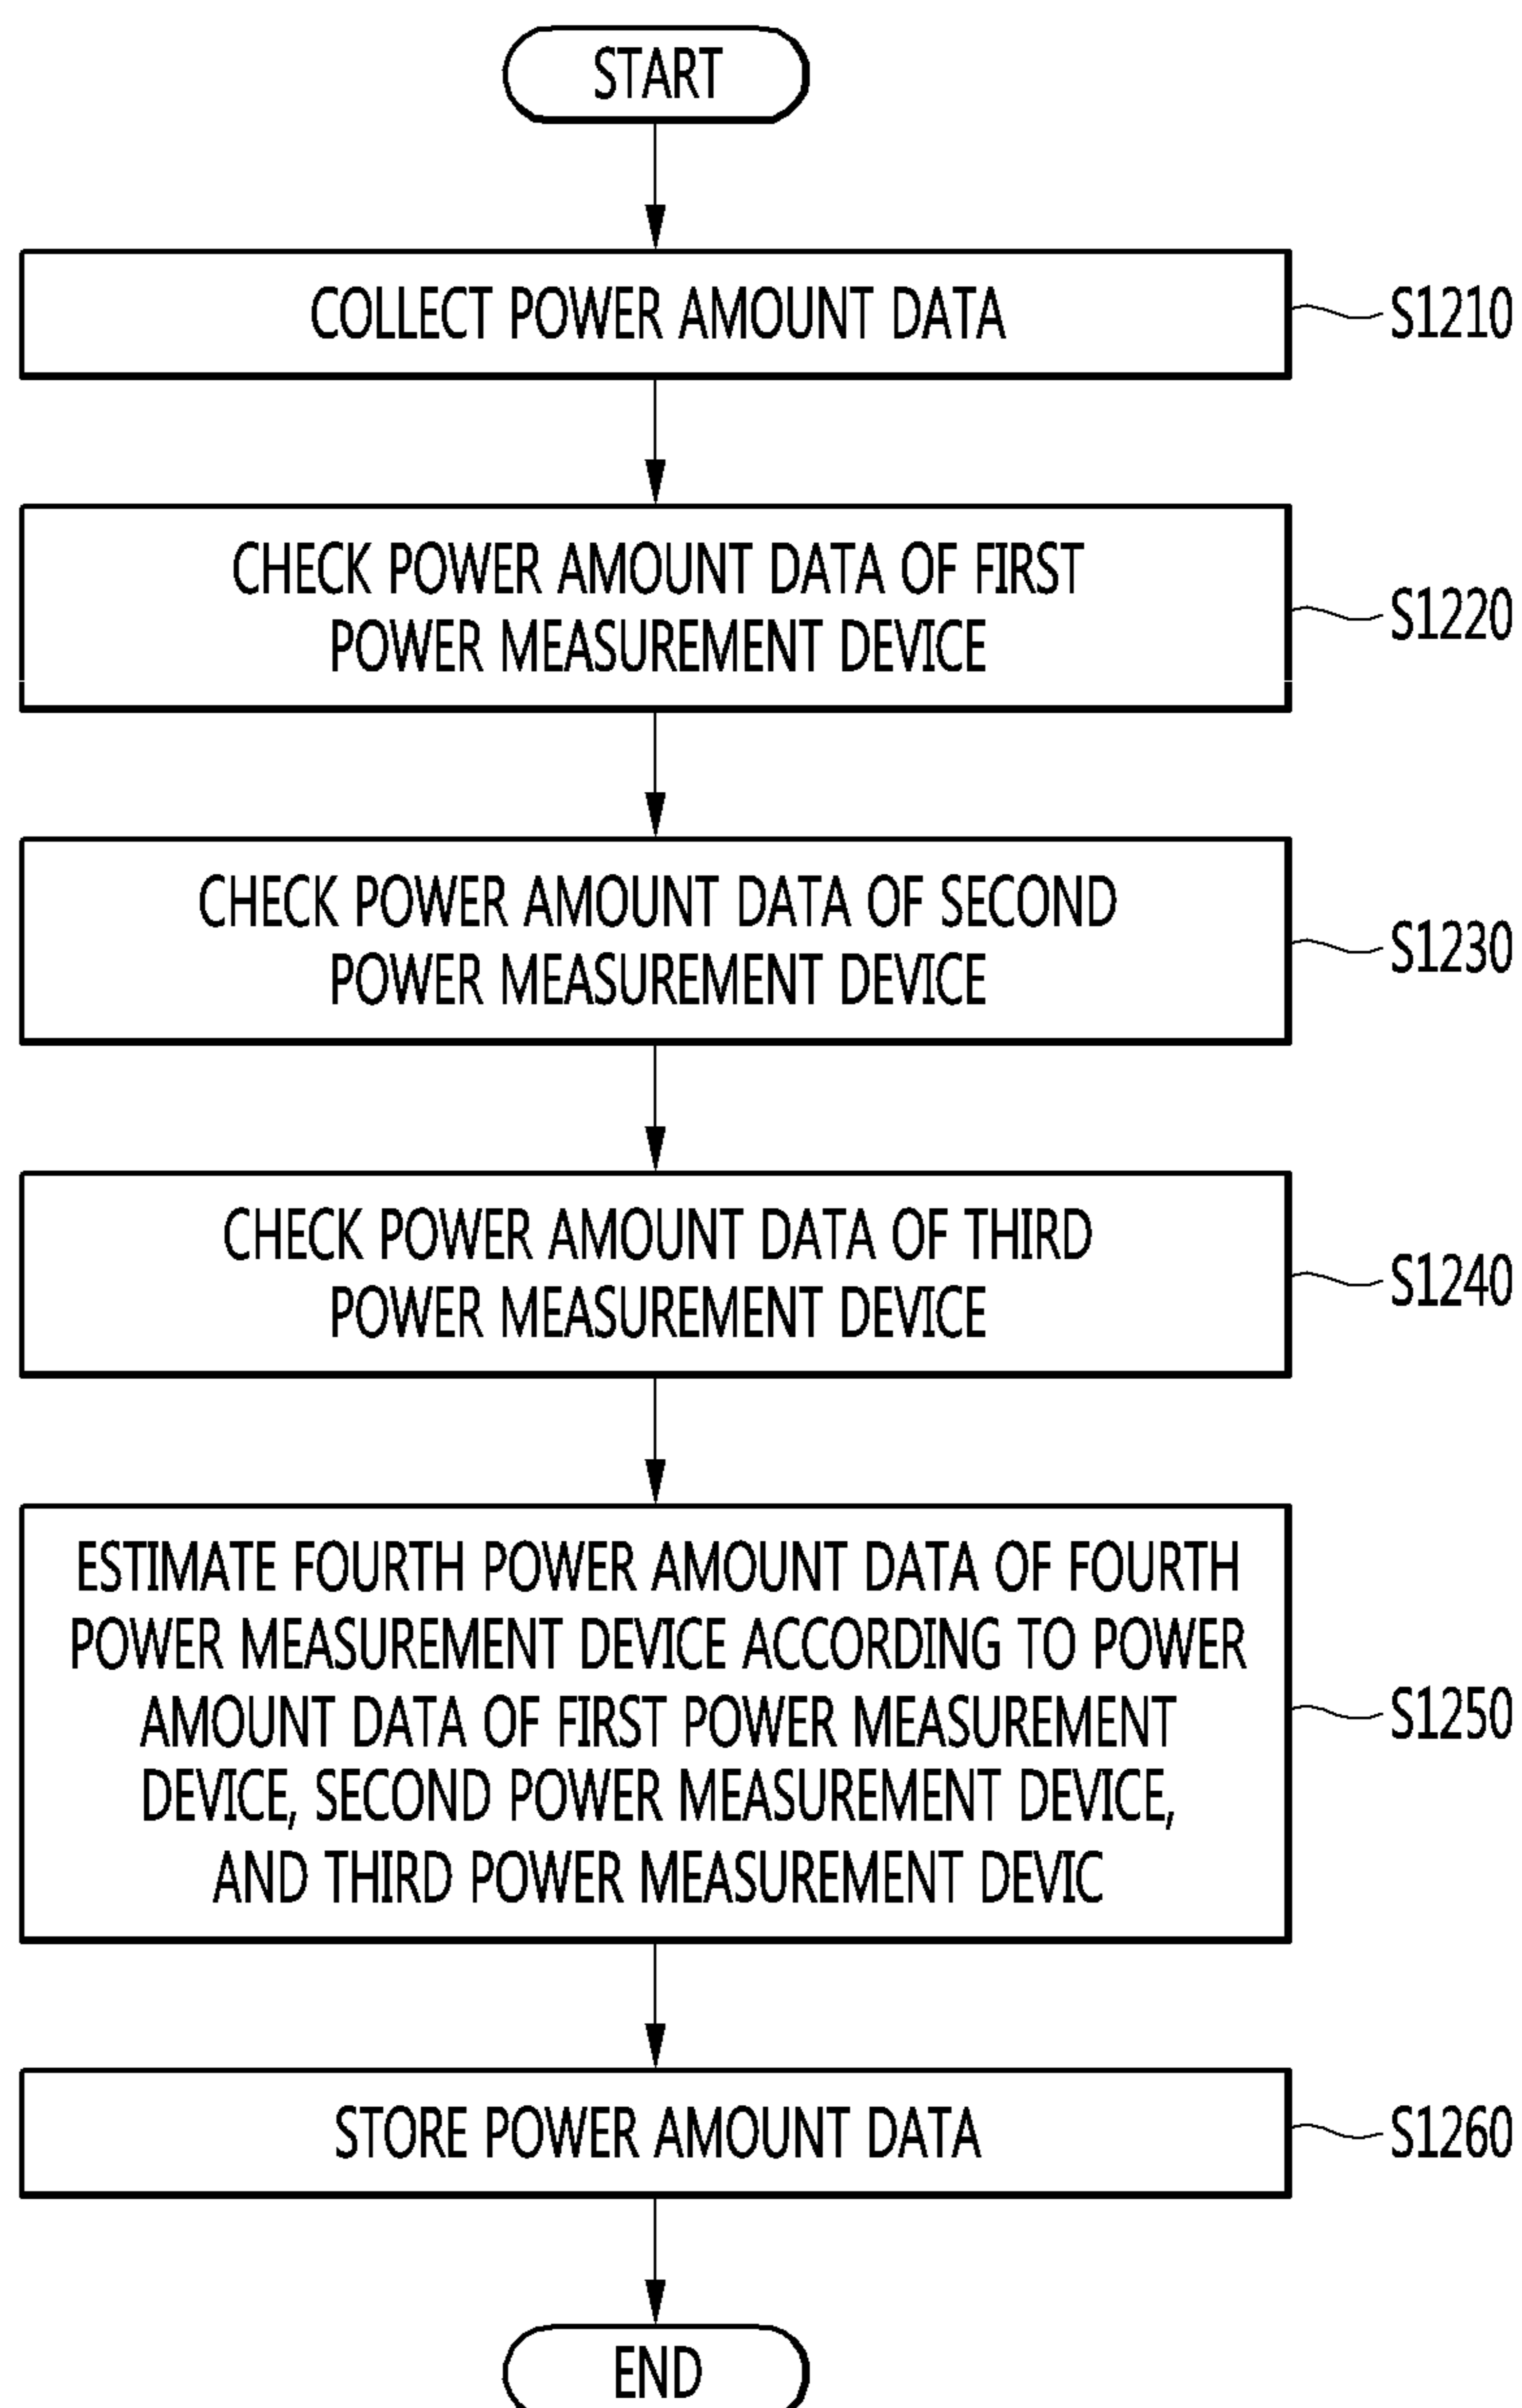 START
COLLECT POWER AMOUNT DATA
S1210
CHECK POWER AMOUNT DATA OF FIRST
POWER MEASUREMENT DEVICE
S1220
CHECK POWER AMOUNT DATA OF SECOND
POWER MEASUREMENT DEVICE
S1230
CHECK POWER AMOUNT DATA OF THIRD
POWER MEASUREMENT DEVICE
S1240
ESTIMATE FOURTH POWER AMOUNT DATA OF FOURTH
POWER MEASUREMENT DEVICE ACCORDING TO POWER
AMOUNT DATA OF FIRST POWER MEASUREMENT
DEVICE, SECOND POWER MEASUREMENT DEVICE,
AND THIRD POWER MEASUREMENT DEVIC
S1250
STORE POWER AMOUNT DATA
S1260
END